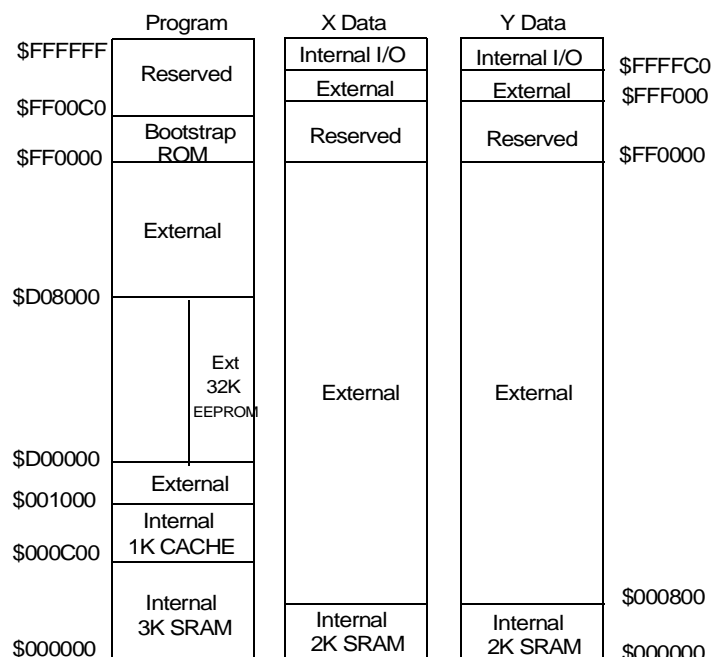 Program
X Data
Y Data
$FFFFFF
Reserved
$FF00C0
Bootstrap
ROM
$FF0000
External
$D08000
Ext
32K
EEPROM
$D00000
External
$001000
Internal
1K CACHE
$000C00
Internal
3K SRAM
$000000
Internal I/O
External
Reserved
External
Internal
2K SRAM
Internal I/O
External
Reserved
External
Internal
2K SRAM
$FFFFC0
$FFF000
$FF0000
$000800
$000000